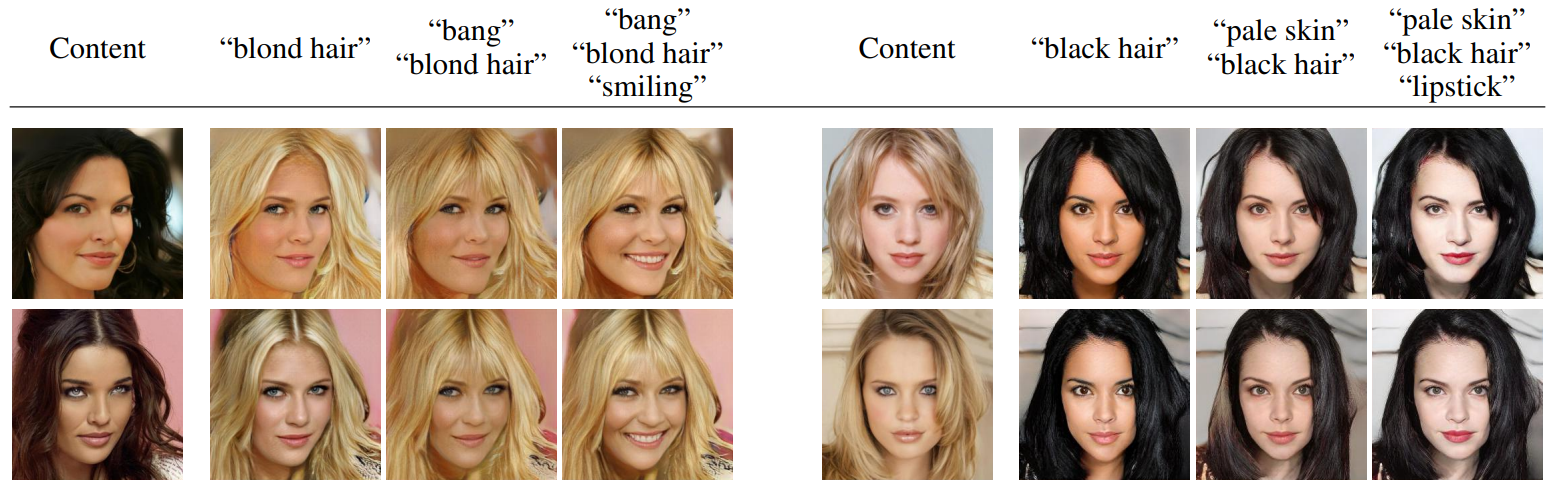 Content
“blond hair”
“bang”
“blond hair”
“bang”
“blond hair”
“smiling”
Content
“black hair”
“pale skin”
“black hair”
“pale skin”
“black hair”
“lipstick”